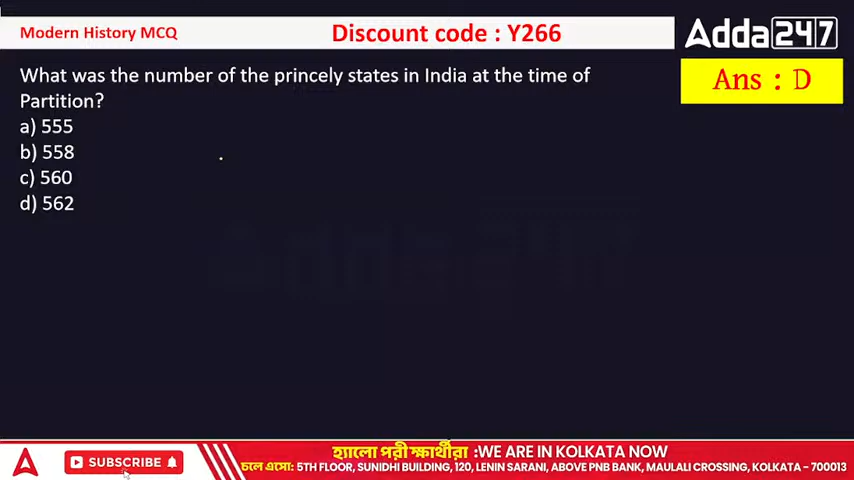 Modern History MCQ
Discount code : Y266
Adda247
What was the number of the princely states in India at the time of
Partition?
Ans : D
a) 555
b) 558
c) 560
d) 562
SUBSCRIBE
হ্যালো পরীক্ষার্থীরা :WE ARE IN KOLKATA NOW
চলে এসো: 5TH FLOOR, SUNIDHI BUILDING, 120, LENIN SARANI, ABOVE PNB BANK, MAULALI CROSSING, KOLKATA - 700013